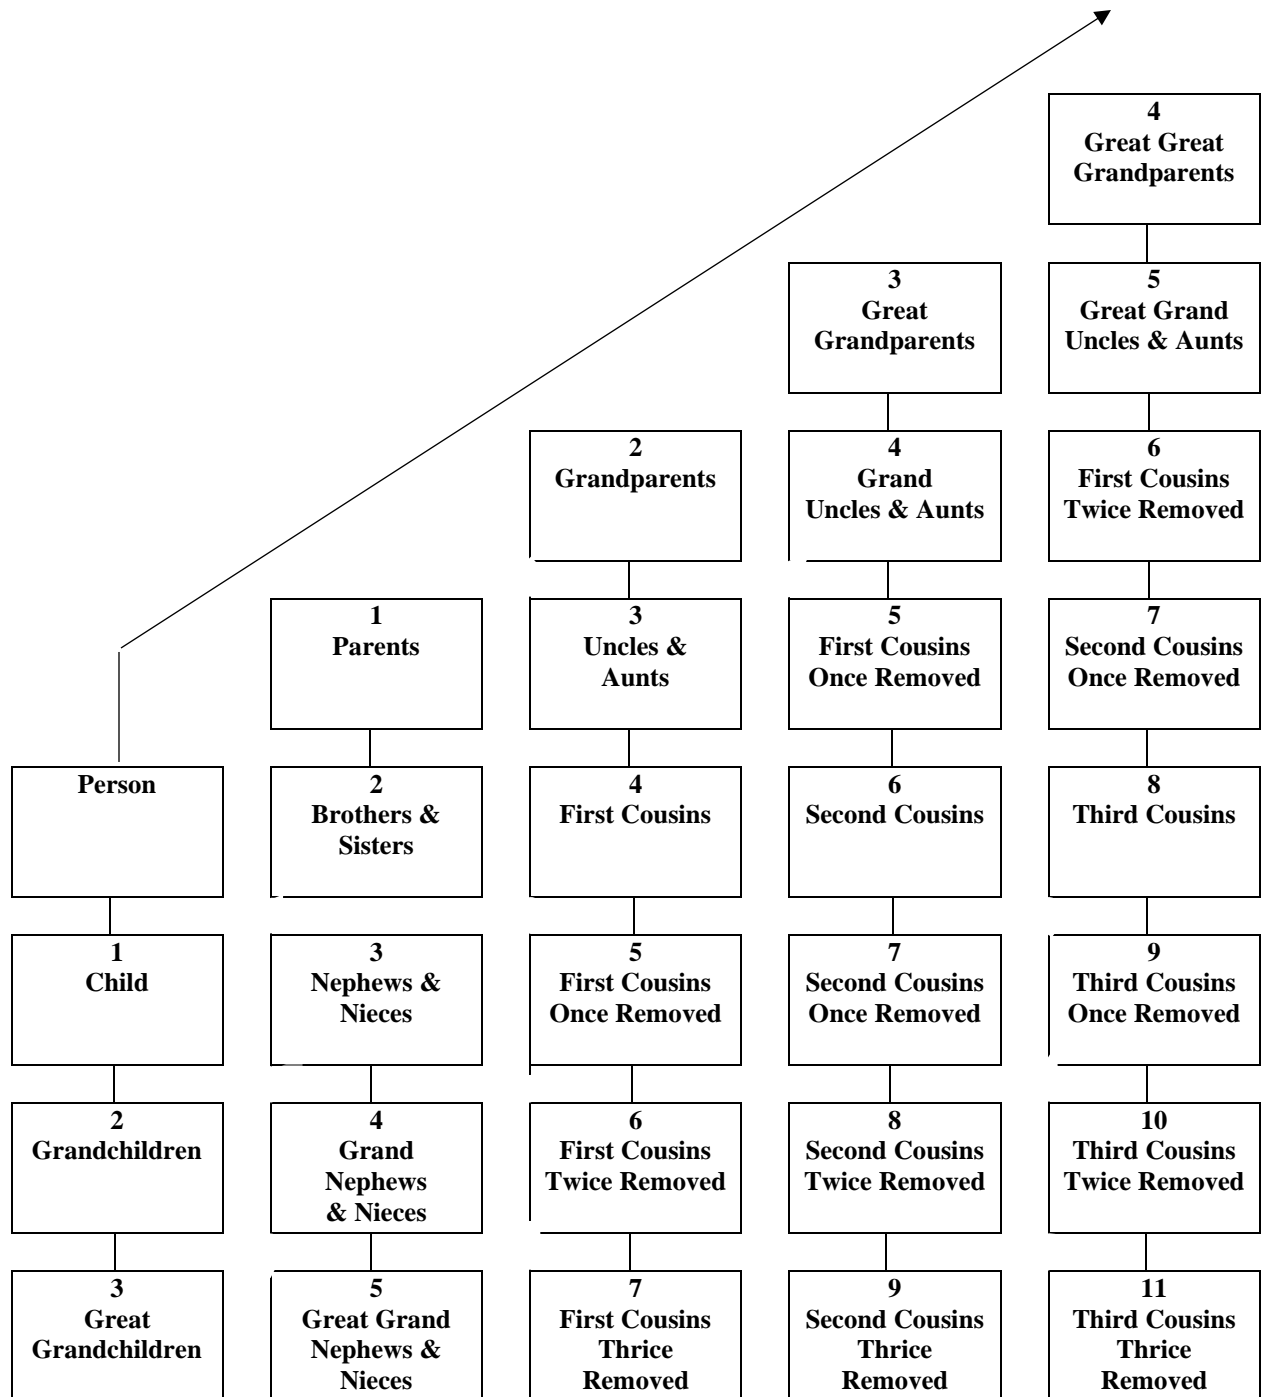 4
Great Great
Grandparents
3
Great
Grandparents
5
Great Grand
Uncles & Aunts
2
Grandparents
4
Grand
Uncles & Aunts
6
First Cousins
Twice Removed
1
Parents
3
Uncles &
Aunts
5
First Cousins
Once Removed
7
Second Cousins
Once Removed
Person
2
Brothers &
Sisters
4
First Cousins
6
Second Cousins
8
Third Cousins
1
Child
3
Nephews &
Nieces
5
First Cousins
Once Removed
7
Second Cousins
Once Removed
9
Third Cousins
Once Removed
2
Grandchildren
4
Grand
Nephews
& Nieces
6
First Cousins
Twice Removed
8
Second Cousins
Twice Removed
10
Third Cousins
Twice Removed
3
Great
Grandchildren
5
Great Grand
Nephews &
Nieces
7
First Cousins
Thrice
Removed
9
Second Cousins
Thrice
Removed
11
Third Cousins
Thrice
Removed